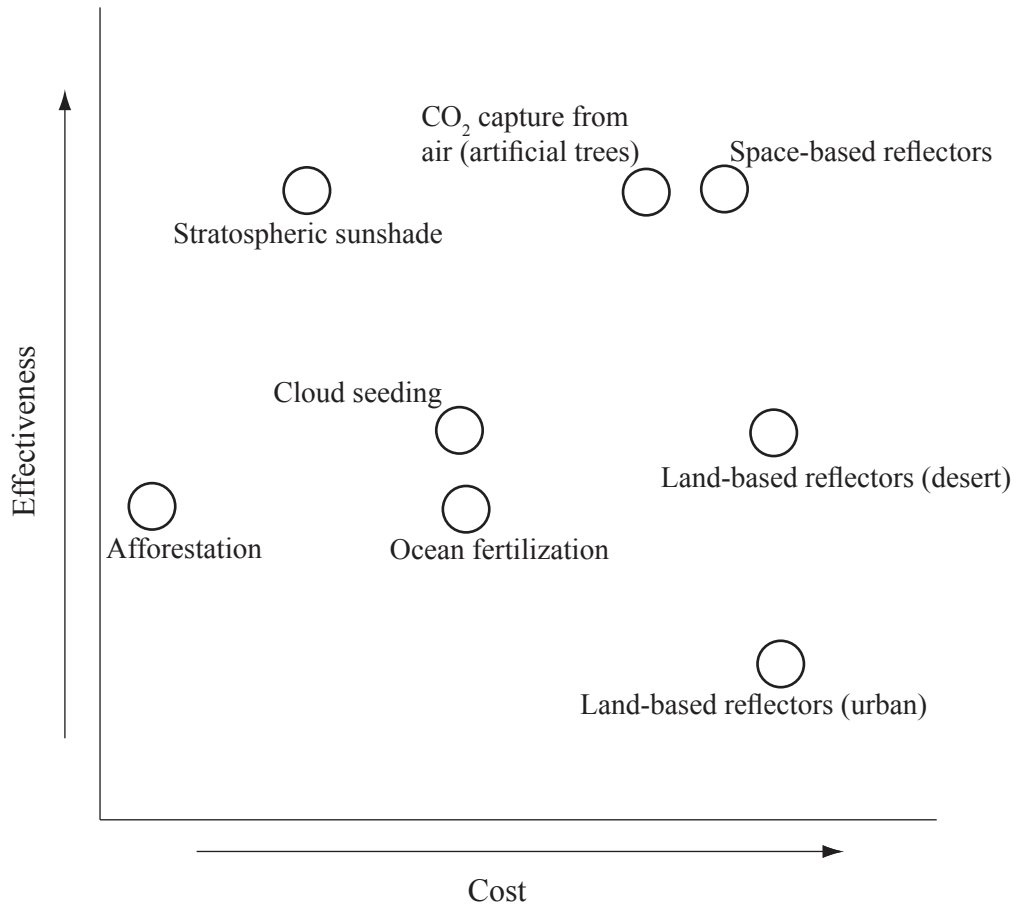 CO₂ capture from
air (artificial trees)
Space-based reflectors
Stratospheric sunshade
Cloud seeding
Land-based reflectors (desert)
Afforestation
Ocean fertilization
Land-based reflectors (urban)
Effectiveness
Cost